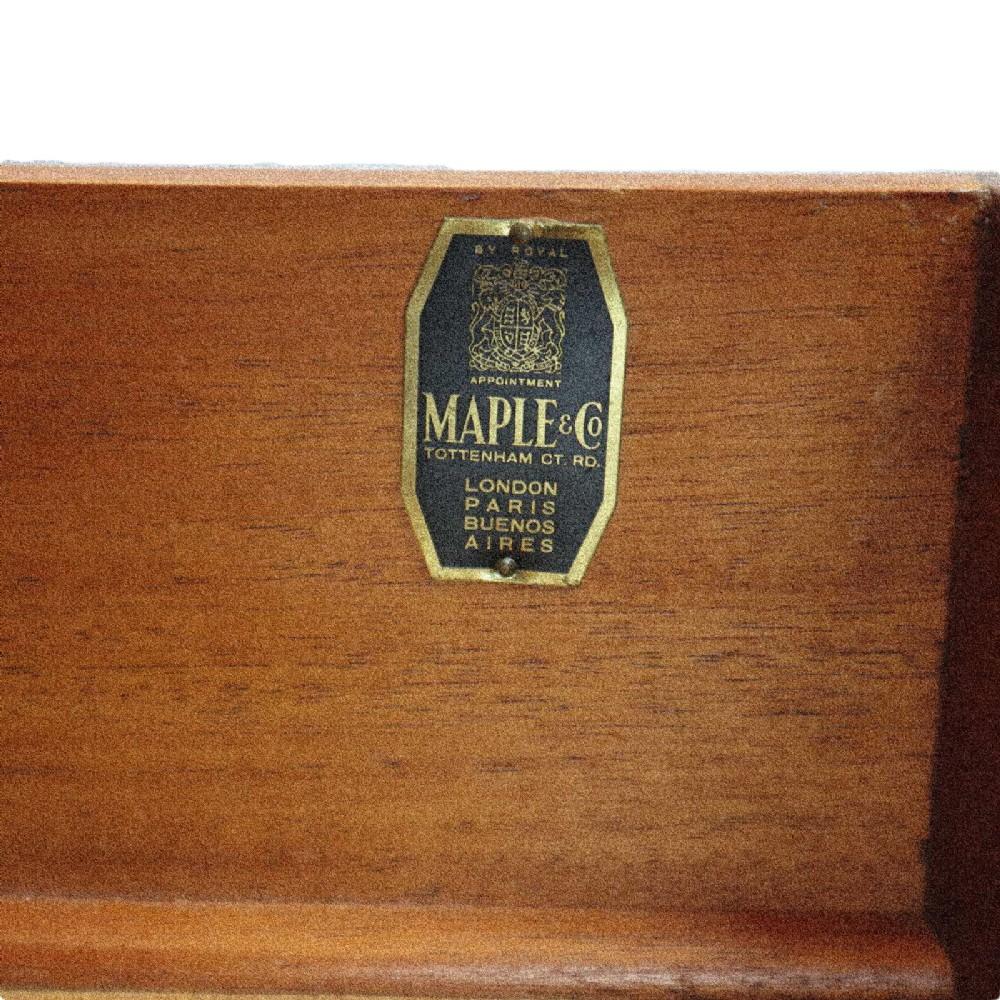 BY ROYAL
APPOINTMENT
MAPLE & Co
TOTTENHAM CT. RD.
LONDON
PARIS
BUENOS
AIRES